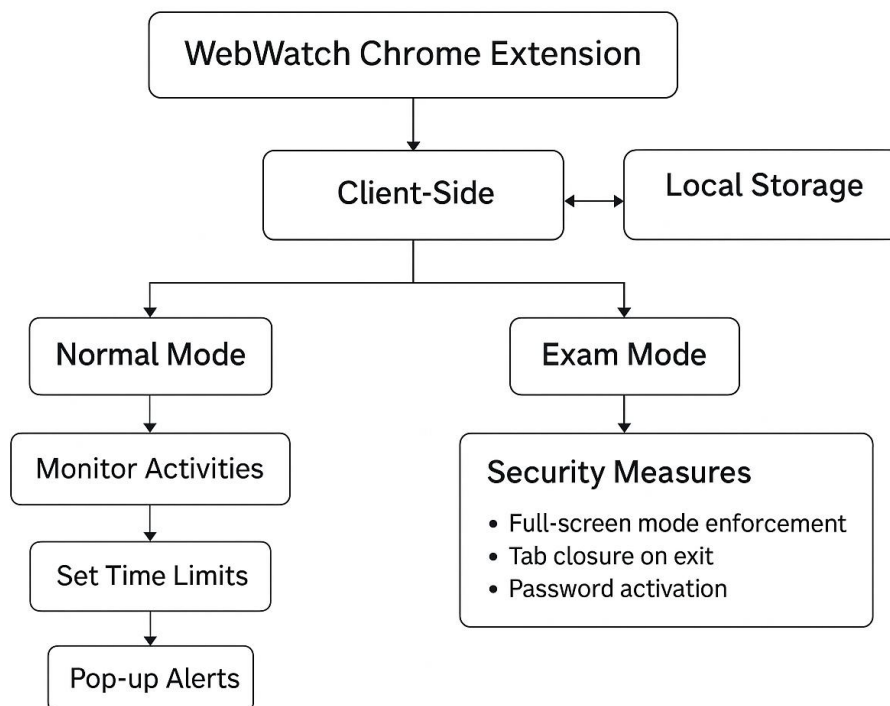 WebWatch Chrome Extension
Client-Side
Local Storage
Normal Mode
Exam Mode
Monitor Activities
Set Time Limits
Pop-up Alerts
Security Measures
• Full-screen mode enforcement
• Tab closure on exit
• Password activation